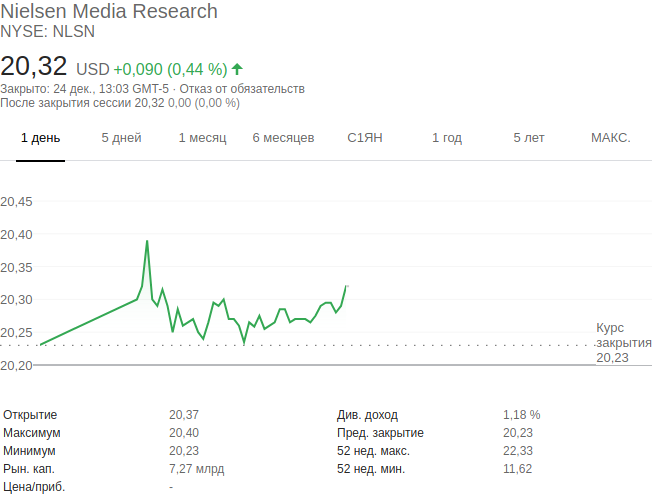 Nielsen Media Research
NYSE: NLSN
20,32 USD +0,090 (0,44 %)
Закрыто: 24 дек., 13:03 GMT-5 · Отказ от обязательств
После закрытия сессии 20,32 0,00 (0,00 %)
1 день 5 дней 1 месяц 6 месяцев С1ЯН 1 год 5 лет МАКС.
20,45
20,40
20,35
20,30
20,25
20,20
Курс
закрытия
20,23
Открытие 20,37 Див. доход 1,18 %
Максимум 20,40 Пред. закрытие 20,23
Минимум 20,23 52 нед. макс. 22,33
Рын. кап. 7,27 млрд 52 нед. мин. 11,62
Цена/приб. -